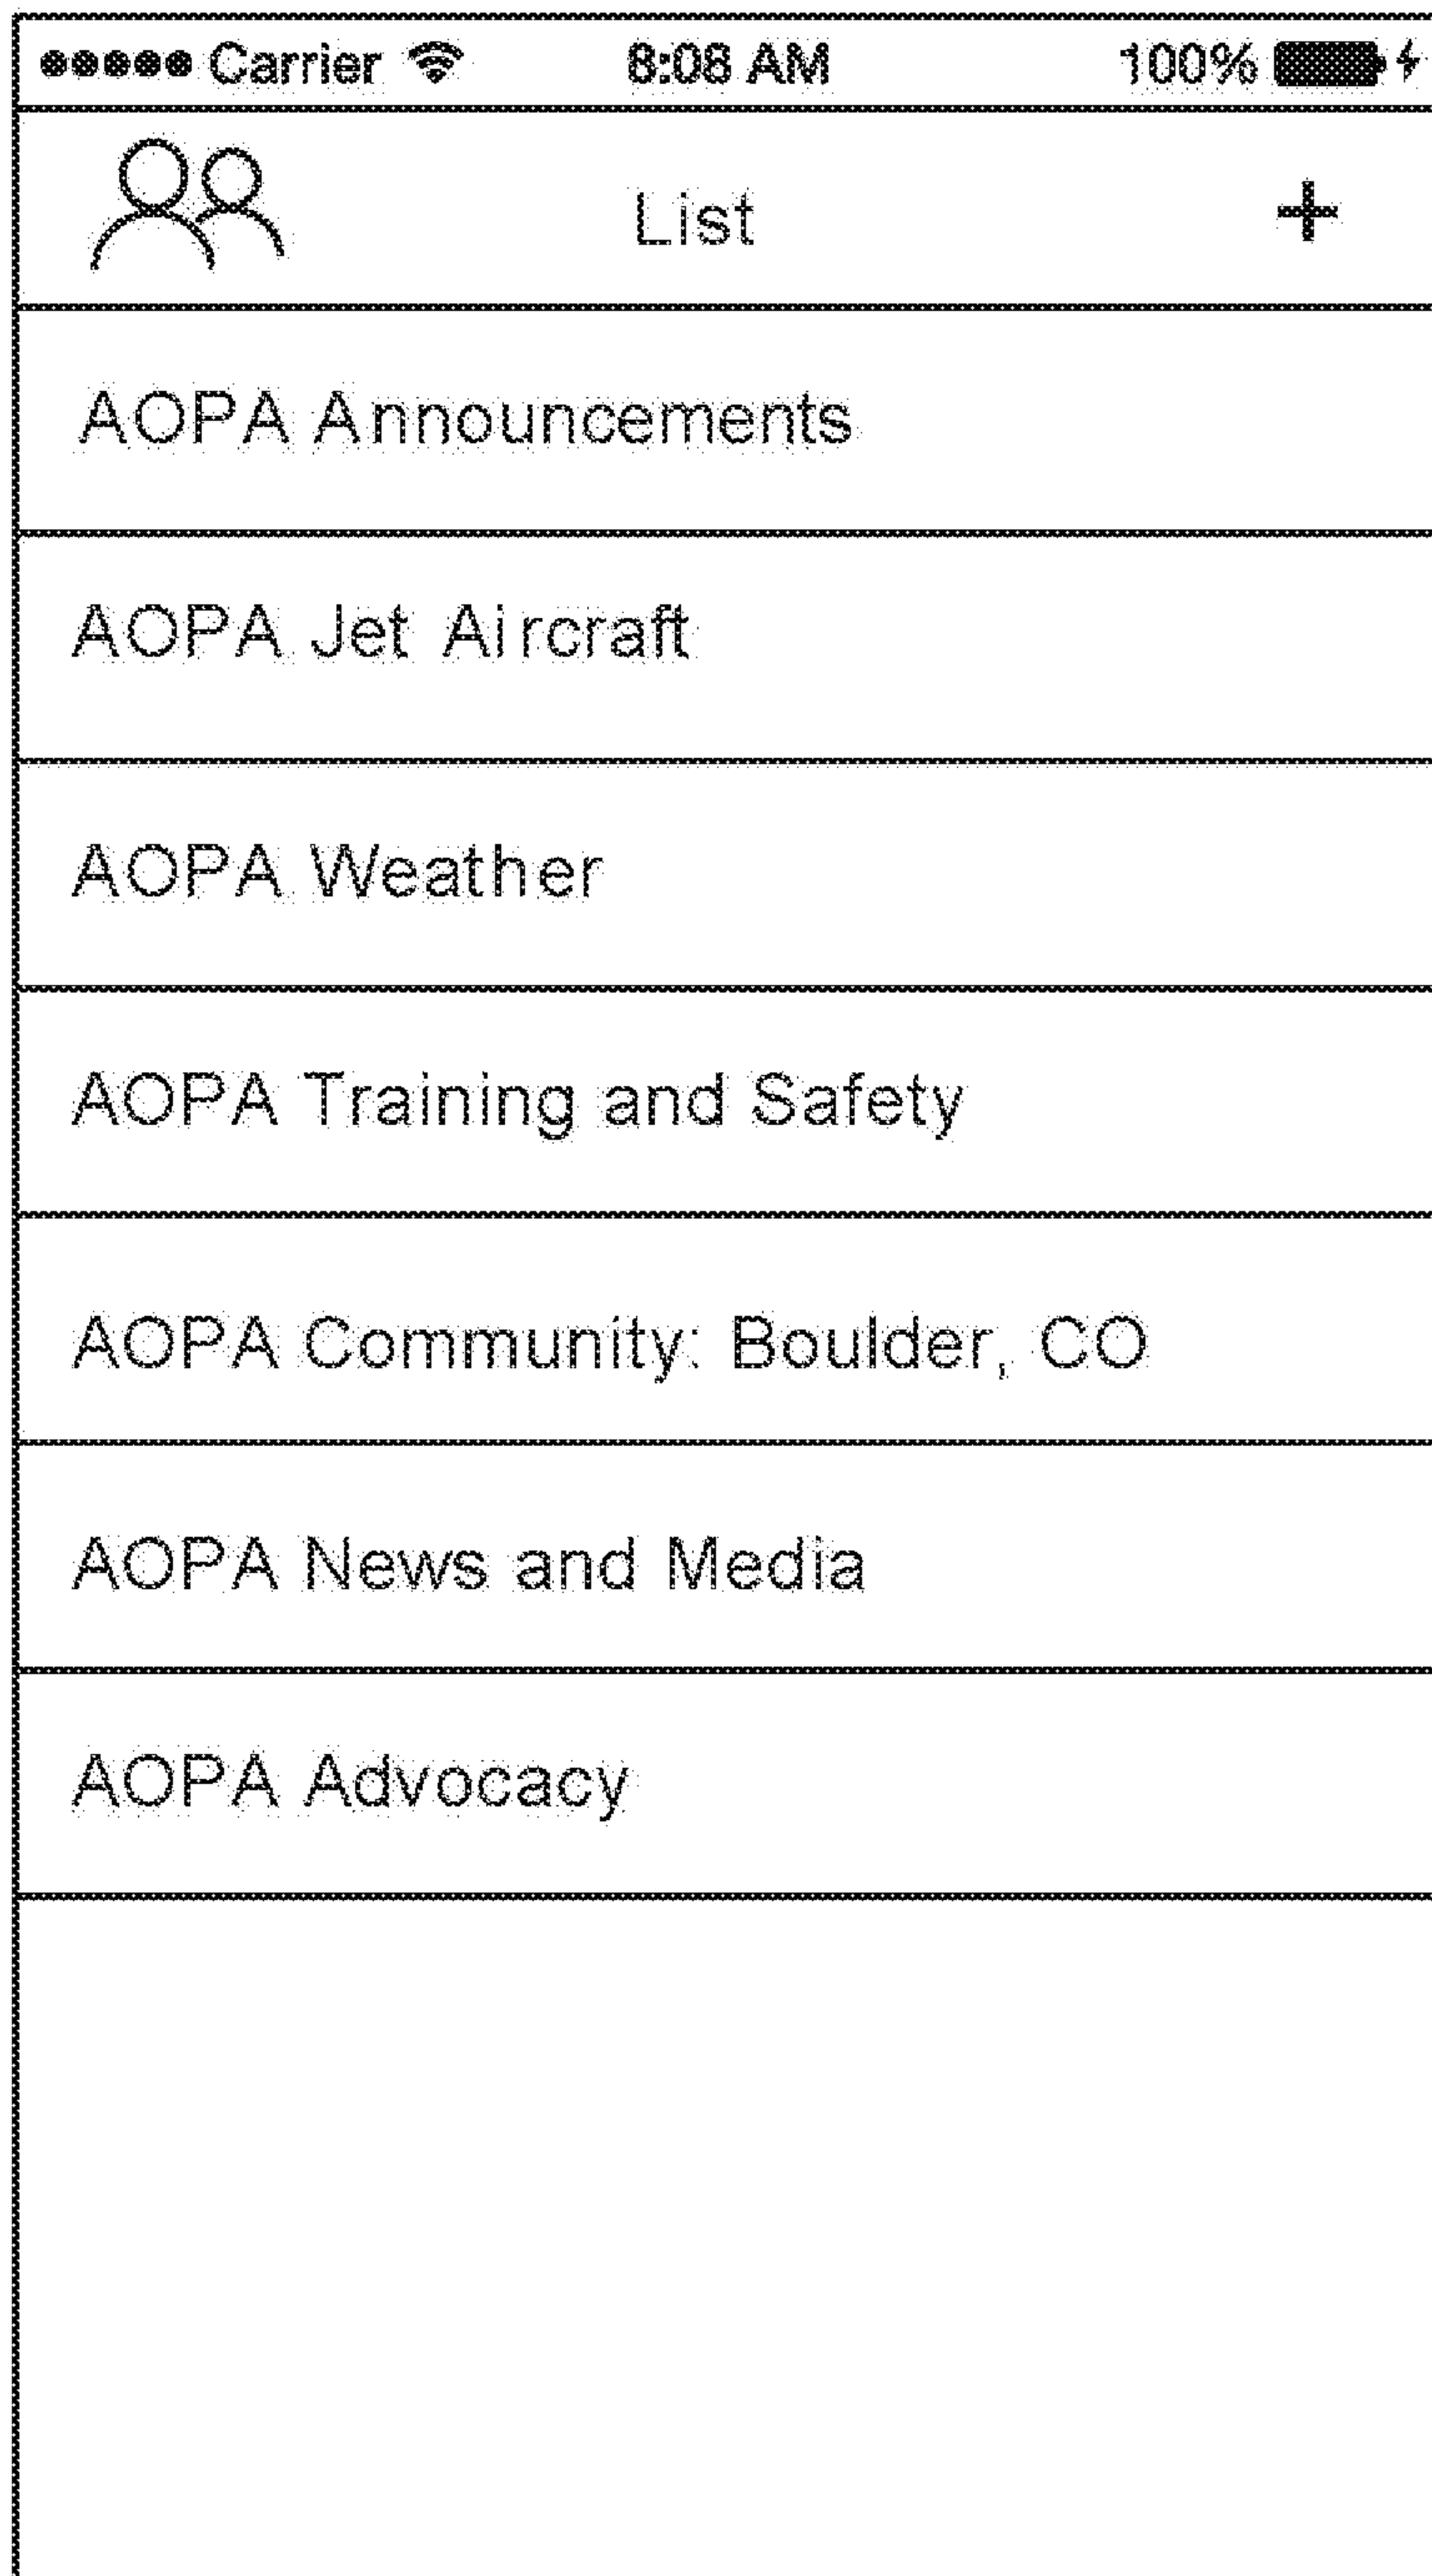 Carrier 8:08 AM 100%
List +
AOPA Announcements
AOPA Jet Aircraft
AOPA Weather
AOPA Training and Safety
AOPA Community: Boulder, CO
AOPA News and Media
AOPA Advocacy